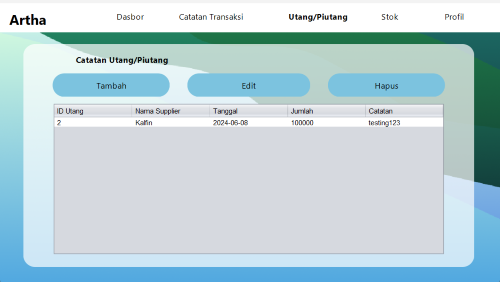 Artha Dasbor Catatan Transaksi Utang/Piutang Stok Profil
Catatan Utang/Piutang
Tambah Edit Hapus
ID Utang Nama Supplier Tanggal Jumlah Catatan
2 Kalfin 2024-06-08 100000 testing123